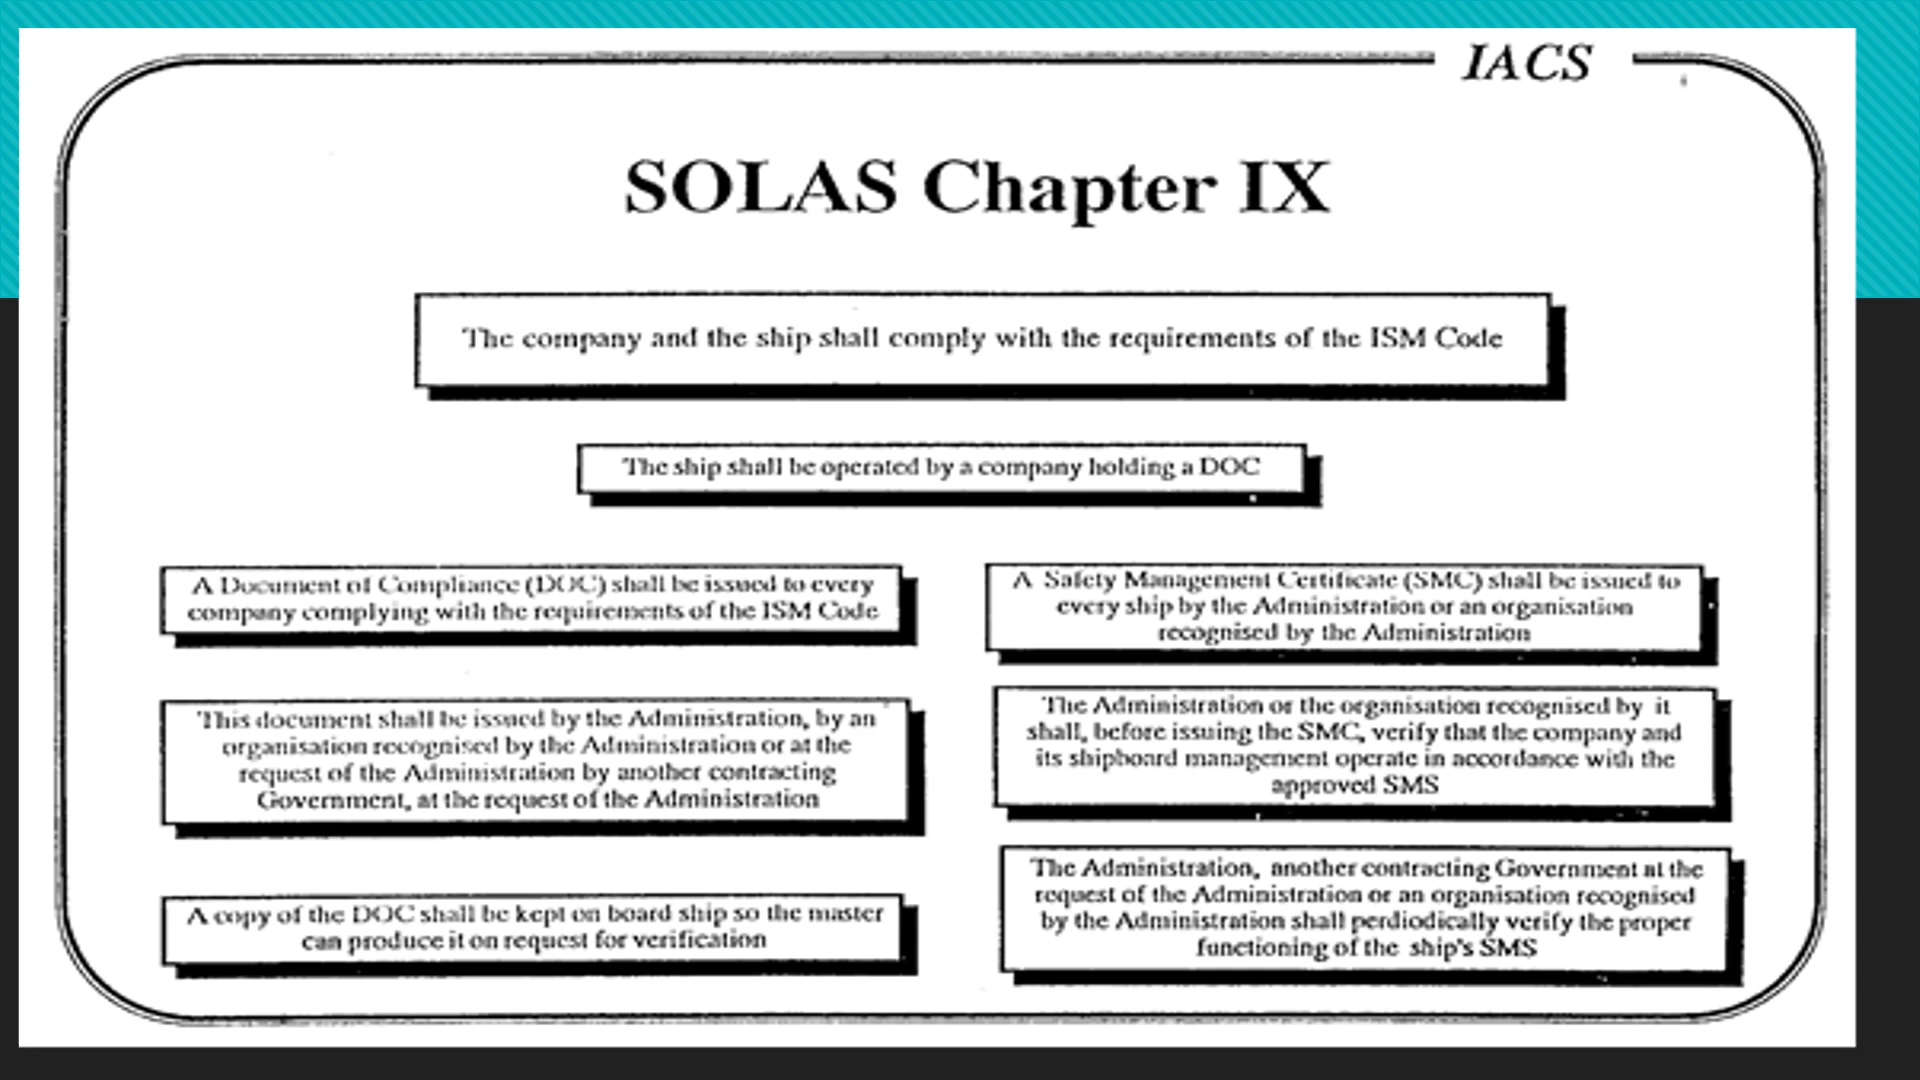 IACS
SOLAS Chapter IX
The company and the ship shall comply with the requirements of the ISM Code
The ship shall be operated by a company holding a DOC
A Document of Compliance (DOC) shall be issued to every
company complying with the requirements of the ISM Code
This document shall be issued by the Administration, by an
organisation recognised by the Administration or at the
request of the Administration by another contracting
Government, at the request of the Administration
A copy of the DOC shall be kept on board ship so the master
can produce it on request for verification
A Safety Management Certificate (SMC) shall be issued to
every ship by the Administration or an organisation
recognised by the Administration
The Administration or the organisation recognised by it
shall, before issuing the SMC, verify that the company and
its shipboard management operate in accordance with the
approved SMS
The Administration, another contracting Government at the
request of the Administration or an organisation recognised
by the Administration shall perdiodically verify the proper
functioning of the ship's SMS